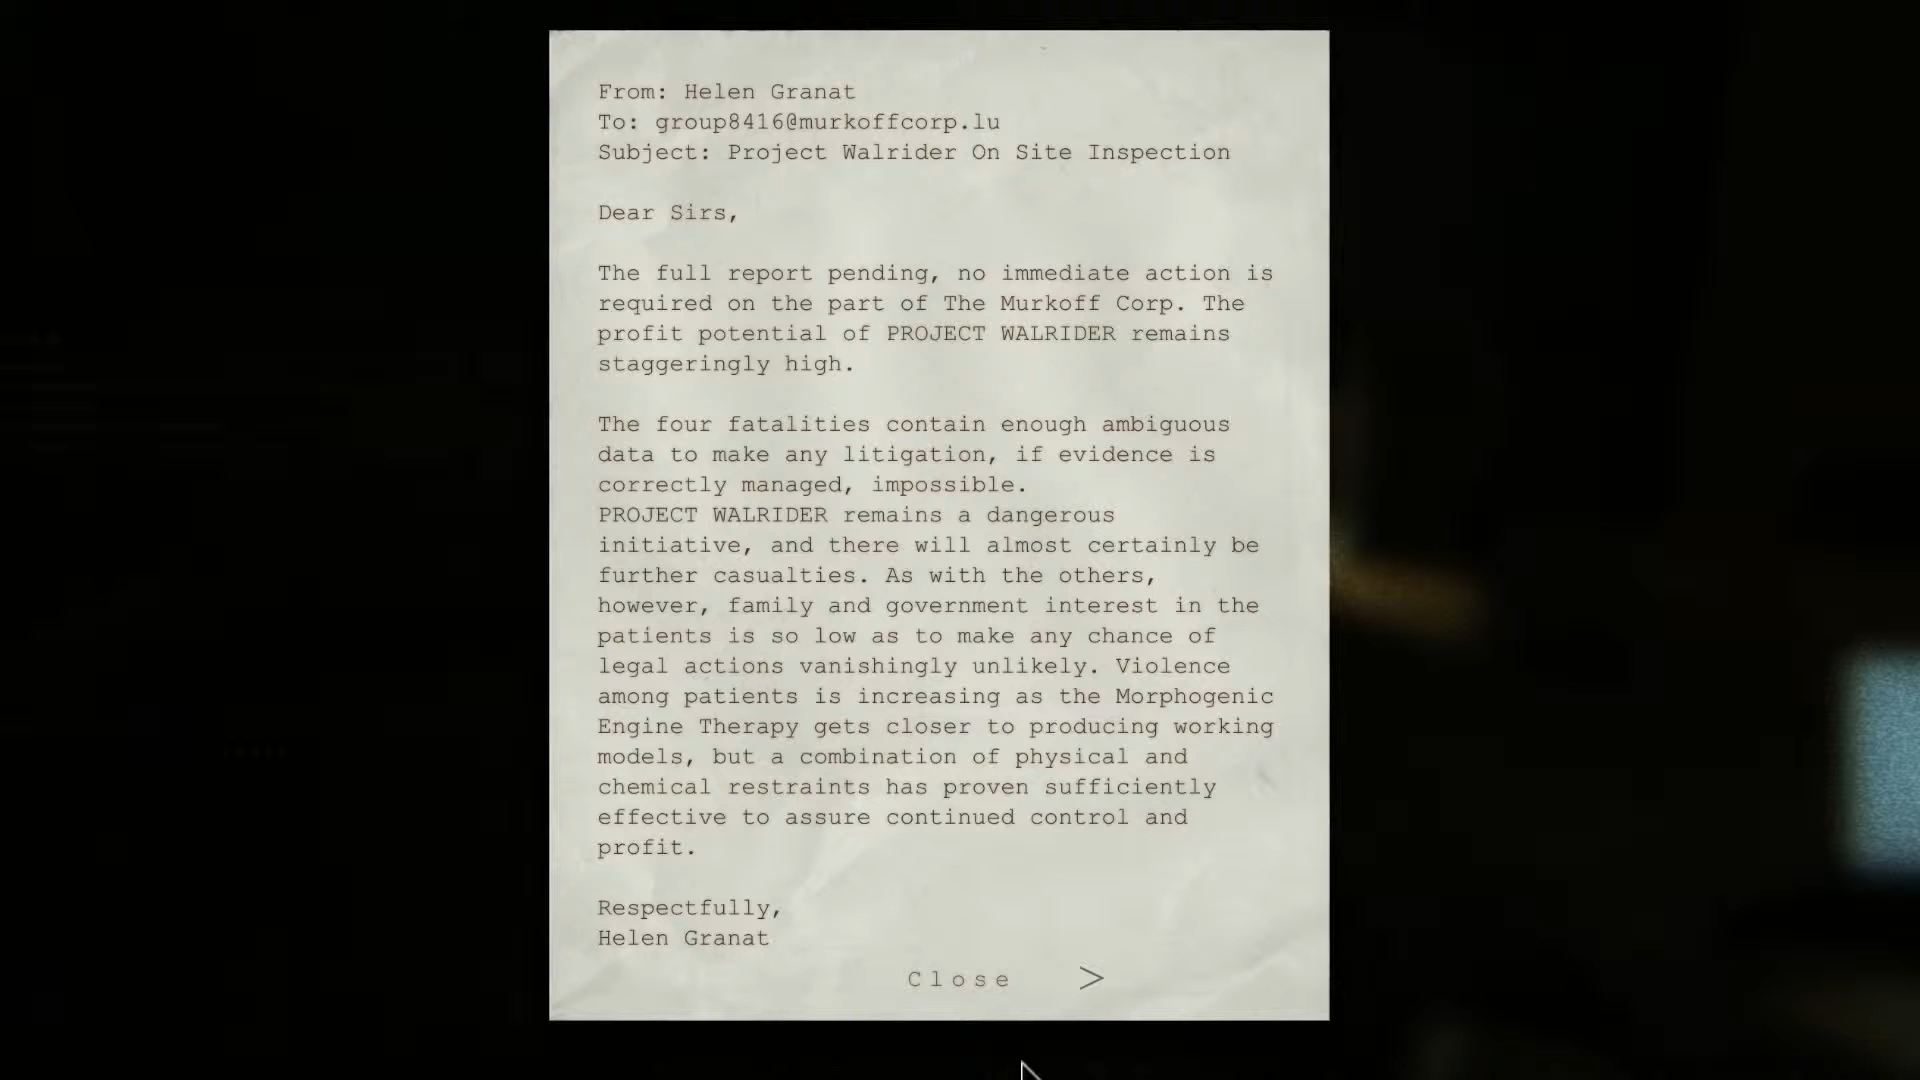 From: Helen Granat
To: group8416@murkoffcorp.lu
Subject: Project Walrider On Site Inspection
Dear Sirs,
The full report pending, no immediate action is
required on the part of The Murkoff Corp. The
profit potential of PROJECT WALRIDER remains
staggeringly high.
The four fatalities contain enough ambiguous
data to make any litigation, if evidence is
correctly managed, impossible.
PROJECT WALRIDER remains a dangerous
initiative, and there will almost certainly be
further casualties. As with the others,
however, family and government interest in the
patients is so low as to make any chance of
legal actions vanishingly unlikely. Violence
among patients is increasing as the Morphogenic
Engine Therapy gets closer to producing working
models, but a combination of physical and
chemical restraints has proven sufficiently
effective to assure continued control and
profit.
Respectfully,
Helen Granat
Close >